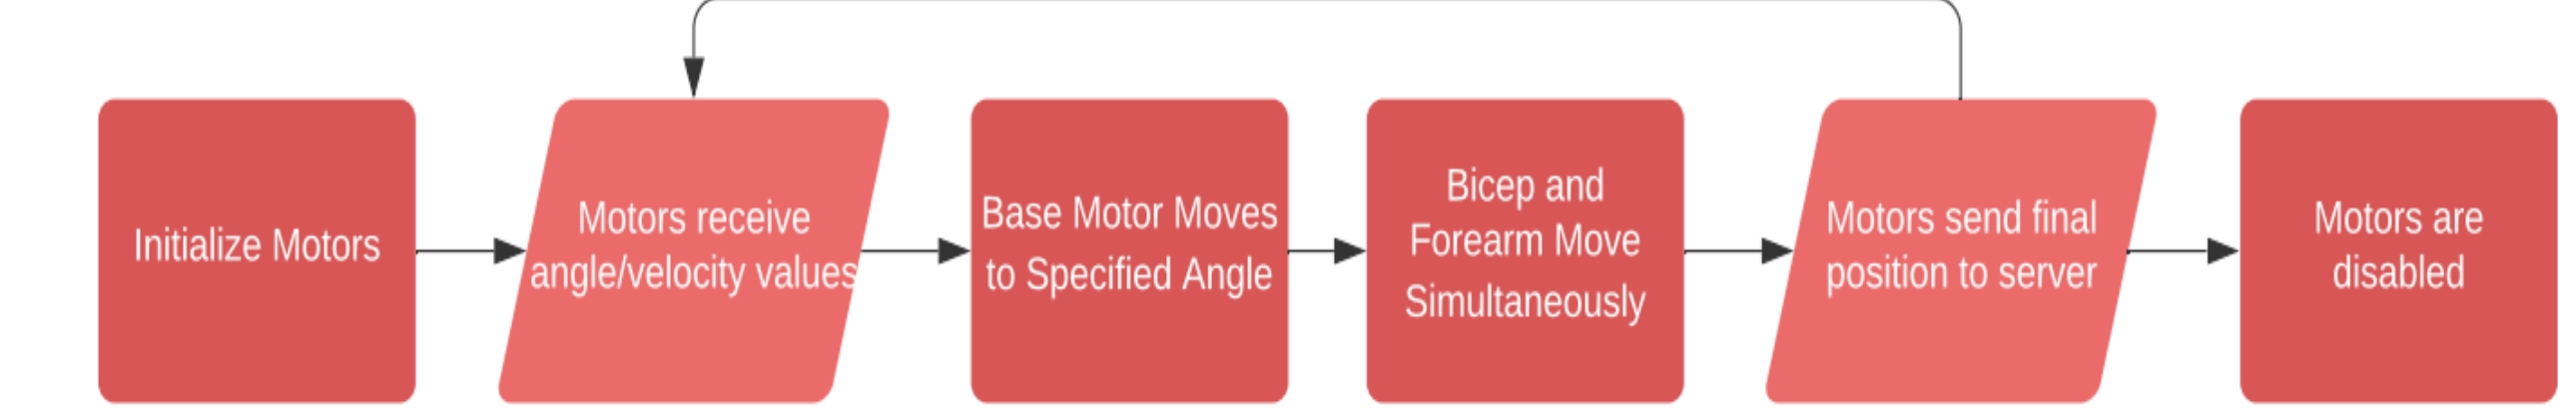 Initialize Motors
Motors receive
angle/velocity values
Base Motor Moves
to Specified Angle
Bicep and
Forearm Move
Simultaneously
Motors send final
position to server
Motors are
disabled